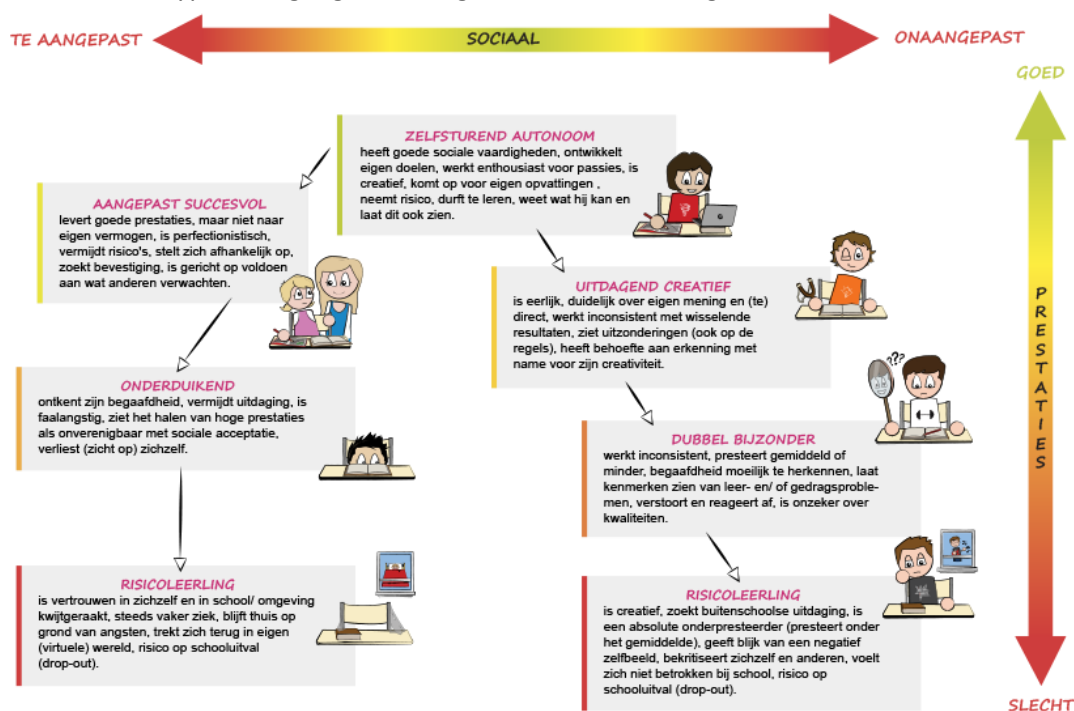 TE AANGEPAST
SOCIAAL
ONAANGEPAST
GOED
ZELFSTUREND AUTONOOM
heeft goede sociale vaardigheden, ontwikkelt
eigen doelen, werkt enthousiast voor passies, is
creatief, komt op voor eigen opvattingen ,
neemt risico, durft te leren, weet wat hij kan en
laat dit ook zien.
AANGEPAST SUCCESVOL
levert goede prestaties, maar niet naar
eigen vermogen, is perfectionistisch,
vermijdt risico's, stelt zich afhankelijk op,
zoekt bevestiging, is gericht op voldoen
aan wat anderen verwachten.
UITDAGEND CREATIEF
is eerlijk, duidelijk over eigen mening en (te)
direct, werkt inconsistent met wisselende
resultaten, ziet uitzonderingen (ook op de
regels), heeft behoefte aan erkenning met
name voor zijn creativiteit.
ONDERDUIKEND
ontkent zijn begaafdheid, vermijdt uitdaging, is
faalangstig, ziet het halen van hoge prestaties
als onverenigbaar met sociale acceptatie,
verliest (zicht op) zichzelf.
???
DUBBEL BIJZONDER
werkt inconsistent, presteert gemiddeld of
minder, begaafdheid moeilijk te herkennen, laat
kenmerken zien van leer- en/ of gedragsproble-
men, verstoort en reageert af, is onzeker over
kwaliteiten.
RISICOLEERLING
is vertrouwen in zichzelf en in school/ omgeving
kwijtgeraakt, steeds vaker ziek, blijft thuis op
grond van angsten, trekt zich terug in eigen
(virtuele) wereld, risico op schooluitval
(drop-out).
RISICOLEERLING
is creatief, zoekt buitenschoolse uitdaging, is
een absolute onderpresteerder (presteert onder
het gemiddelde), geeft blijk van een negatief
zelfbeeld, bekritiseert zichzelf en anderen, voelt
zich niet betrokken bij school, risico op
schooluitval (drop-out).
PRESTATIES
SLECHT